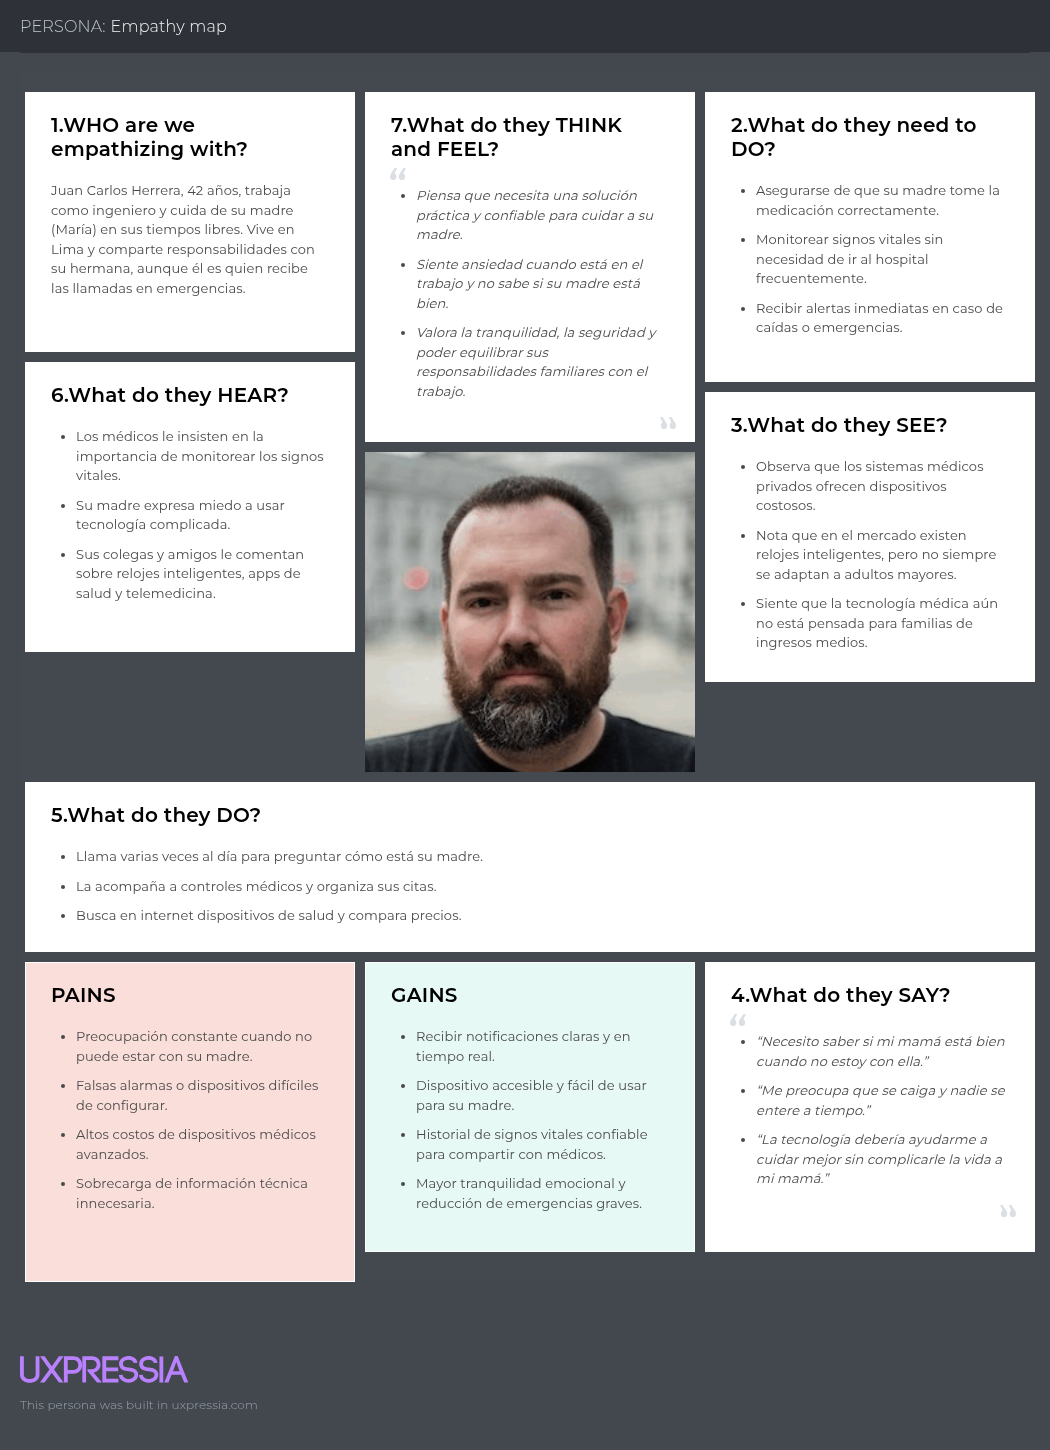 PERSONA: Empathy map
1.WHO are we
empathizing with?
Juan Carlos Herrera, 42 años, trabaja
como ingeniero y cuida de su madre
(María) en sus tiempos libres. Vive en
Lima y comparte responsabilidades con
su hermana, aunque él es quien recibe
las llamadas en emergencias.
7.What do they THINK
and FEEL?
“
• Piensa que necesita una solución
práctica y confiable para cuidar a su
madre.
• Siente ansiedad cuando está en el
trabajo y no sabe si su madre está
bien.
• Valora la tranquilidad, la seguridad y
poder equilibrar sus
responsabilidades familiares con el
trabajo.
”
2.What do they need to
DO?
• Asegurarse de que su madre tome la
medicación correctamente.
• Monitorear signos vitales sin
necesidad de ir al hospital
frecuentemente.
• Recibir alertas inmediatas en caso de
caídas o emergencias.
6.What do they HEAR?
• Los médicos le insisten en la
importancia de monitorear los signos
vitales.
• Su madre expresa miedo a usar
tecnología complicada.
• Sus colegas y amigos le comentan
sobre relojes inteligentes, apps de
salud y telemedicina.
3.What do they SEE?
• Observa que los sistemas médicos
privados ofrecen dispositivos
costosos.
• Nota que en el mercado existen
relojes inteligentes, pero no siempre
se adaptan a adultos mayores.
• Siente que la tecnología médica aún
no está pensada para familias de
ingresos medios.
5.What do they DO?
• Llama varias veces al día para preguntar cómo está su madre.
• La acompaña a controles médicos y organiza sus citas.
• Busca en internet dispositivos de salud y compara precios.
PAINS
• Preocupación constante cuando no
puede estar con su madre.
• Falsas alarmas o dispositivos difíciles
de configurar.
• Altos costos de dispositivos médicos
avanzados.
• Sobrecarga de información técnica
innecesaria.
GAINS
• Recibir notificaciones claras y en
tiempo real.
• Dispositivo accesible y fácil de usar
para su madre.
• Historial de signos vitales confiable
para compartir con médicos.
• Mayor tranquilidad emocional y
reducción de emergencias graves.
4.What do they SAY?
“
• “Necesito saber si mi mamá está bien
cuando no estoy con ella.”
• “Me preocupa que se caiga y nadie se
entere a tiempo.”
• “La tecnología debería ayudarme a
cuidar mejor sin complicarle la vida a
mi mamá.”
”
UXPRESSIA
This persona was built in uxpressia.com